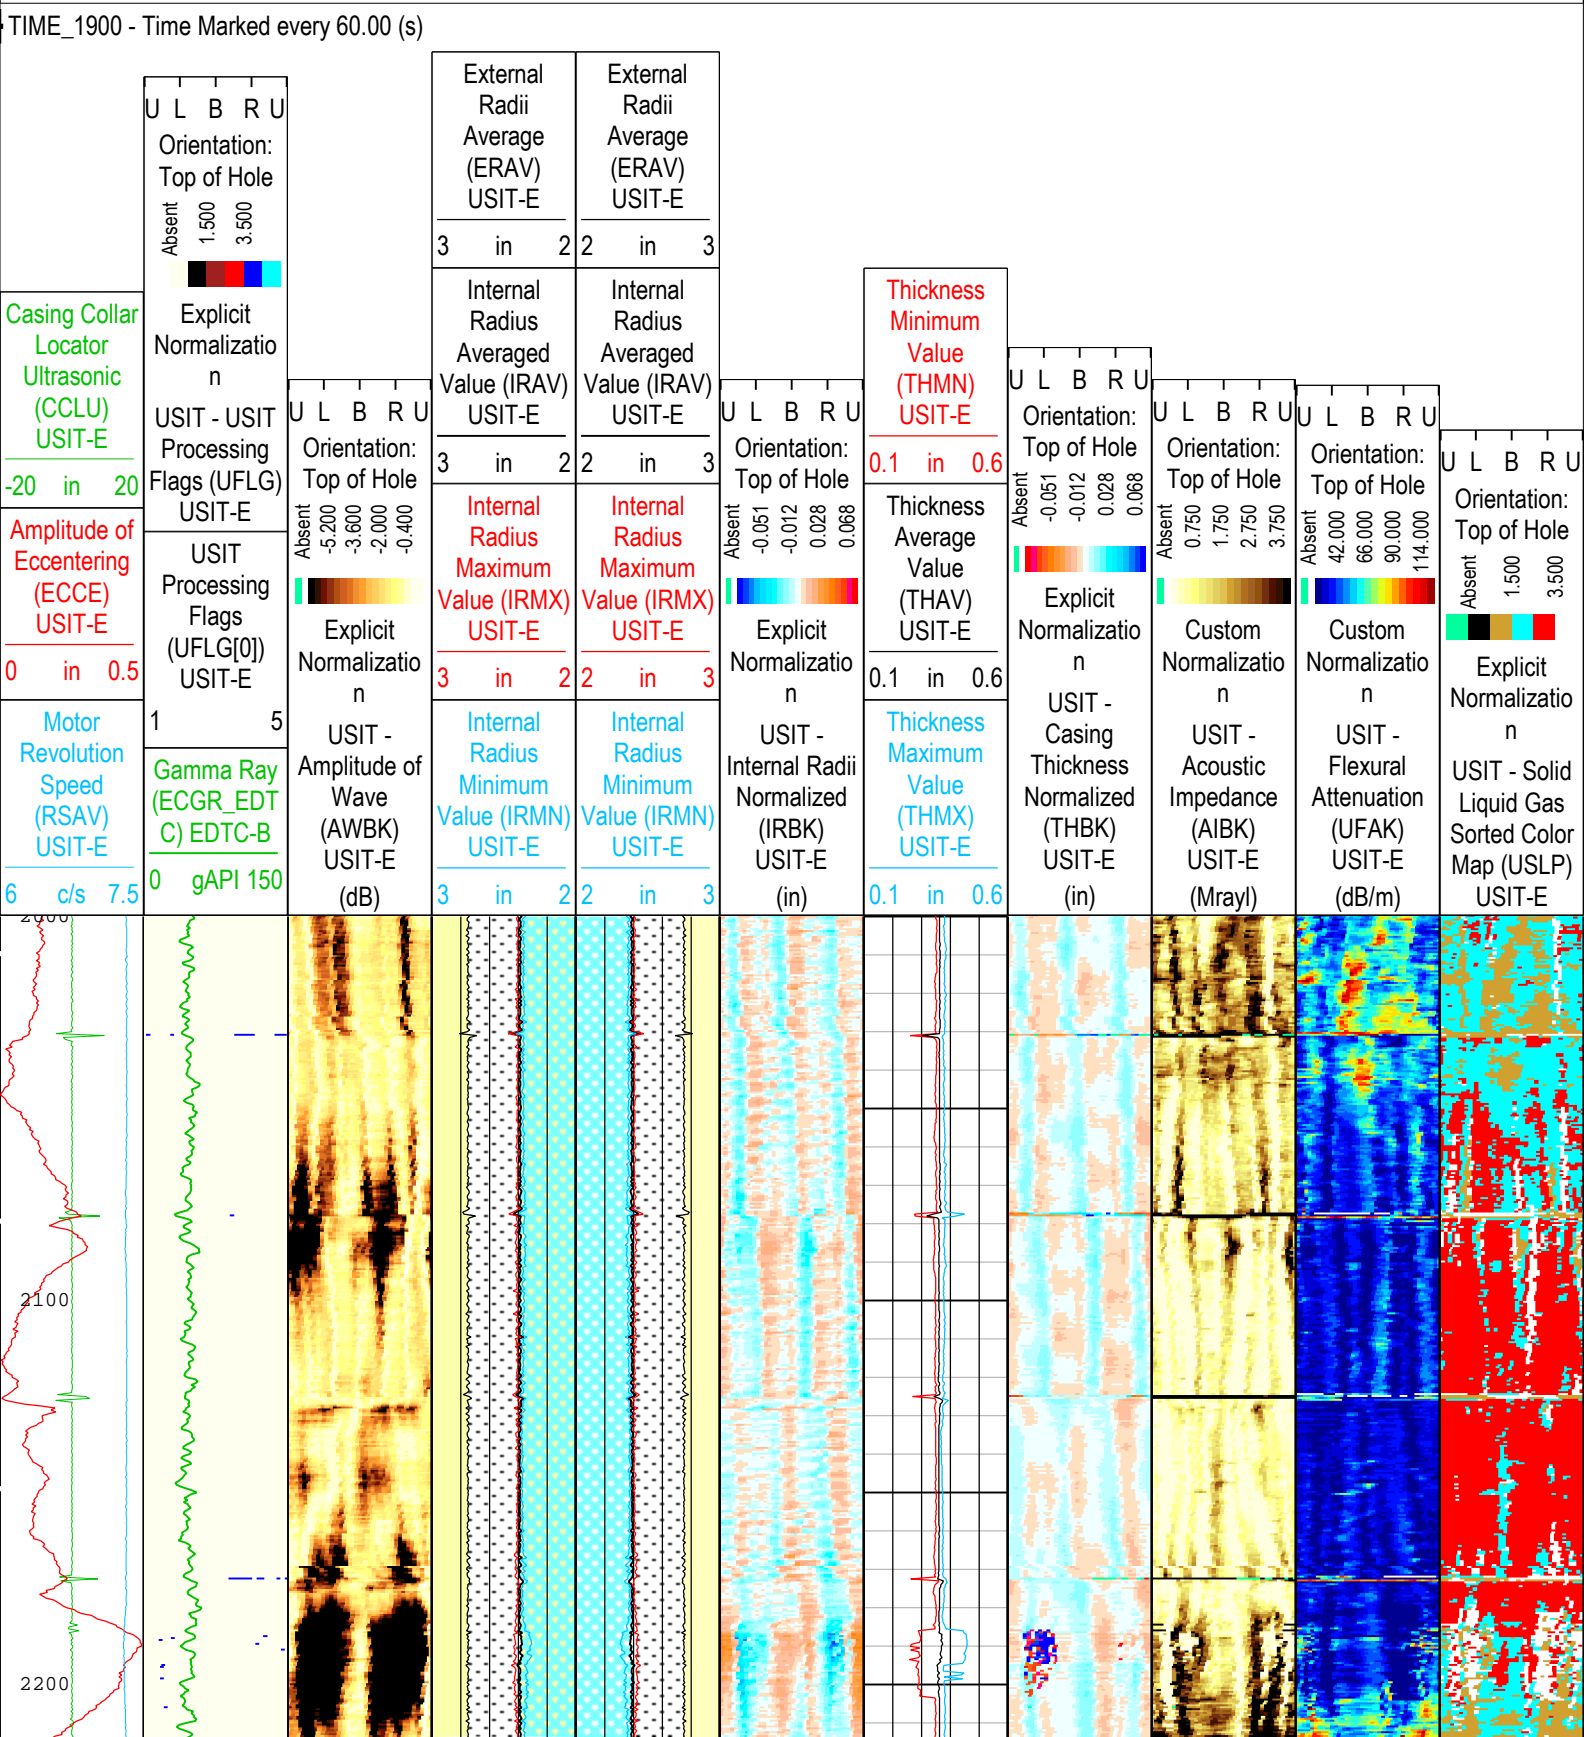 TIME_1900 - Time Marked every 60.00 (s)
Casing Collar
Locator
Ultrasonic
(CCLU)
USIT-E
-20 in 20
Amplitude of
Eccentering
(ECCE)
USIT-E
0 in 0.5
Motor
Revolution
Speed
(RSAV)
USIT-E
6 c/s 7.5
U L B R U
Orientation:
Top of Hole
Absent
1.500
3.500
Explicit
Normalizatio
n
USIT - USIT
Processing
Flags (UFLG)
USIT-E
USIT
Processing
Flags
(UFLG[0])
USIT-E
1 5
Gamma Ray
(ECGR_EDT
C) EDTC-B
0 gAPI 150
U L B R U
Orientation:
Top of Hole
Absent
-5.200
-3.600
-2.000
-0.400
Explicit
Normalizatio
n
USIT -
Amplitude of
Wave
(AWBK)
USIT-E
(dB)
External
Radii
Average
(ERAV)
USIT-E
3 in 2
Internal
Radius
Averaged
Value (IRAV)
USIT-E
3 in 2
Internal
Radius
Maximum
Value (IRMX)
USIT-E
3 in 2
Internal
Radius
Minimum
Value (IRMN)
USIT-E
3 in 2
External
Radii
Average
(ERAV)
USIT-E
2 in 3
Internal
Radius
Averaged
Value (IRAV)
USIT-E
2 in 3
Internal
Radius
Maximum
Value (IRMX)
USIT-E
2 in 3
Internal
Radius
Minimum
Value (IRMN)
USIT-E
2 in 3
U L B R U
Orientation:
Top of Hole
Absent
-0.051
-0.012
0.028
0.068
Explicit
Normalizatio
n
USIT -
Internal Radii
Normalized
(IRBK)
USIT-E
(in)
Thickness
Minimum
Value
(THMN)
USIT-E
0.1 in 0.6
Thickness
Average
Value
(THAV)
USIT-E
0.1 in 0.6
Thickness
Maximum
Value
(THMX)
USIT-E
0.1 in 0.6
U L B R U
Orientation:
Top of Hole
Absent
-0.051
-0.012
0.028
0.068
Explicit
Normalizatio
n
USIT -
Casing
Thickness
Normalized
(THBK)
USIT-E
(in)
U L B R U
Orientation:
Top of Hole
Absent
0.750
1.750
2.750
3.750
Custom
Normalizatio
n
USIT -
Acoustic
Impedance
(AIBK)
USIT-E
(Mrayl)
U L B R U
Orientation:
Top of Hole
Absent
42.000
66.000
90.000
114.000
Custom
Normalizatio
n
USIT -
Flexural
Attenuation
(UFAK)
USIT-E
(dB/m)
U L B R U
Orientation:
Top of Hole
Absent
1.500
3.500
Explicit
Normalizatio
n
USIT - Solid
Liquid Gas
Sorted Color
Map (USLP)
USIT-E
2100
2200